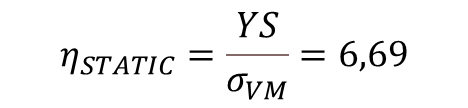 η_STATIC = YS / σ_VM = 6,69